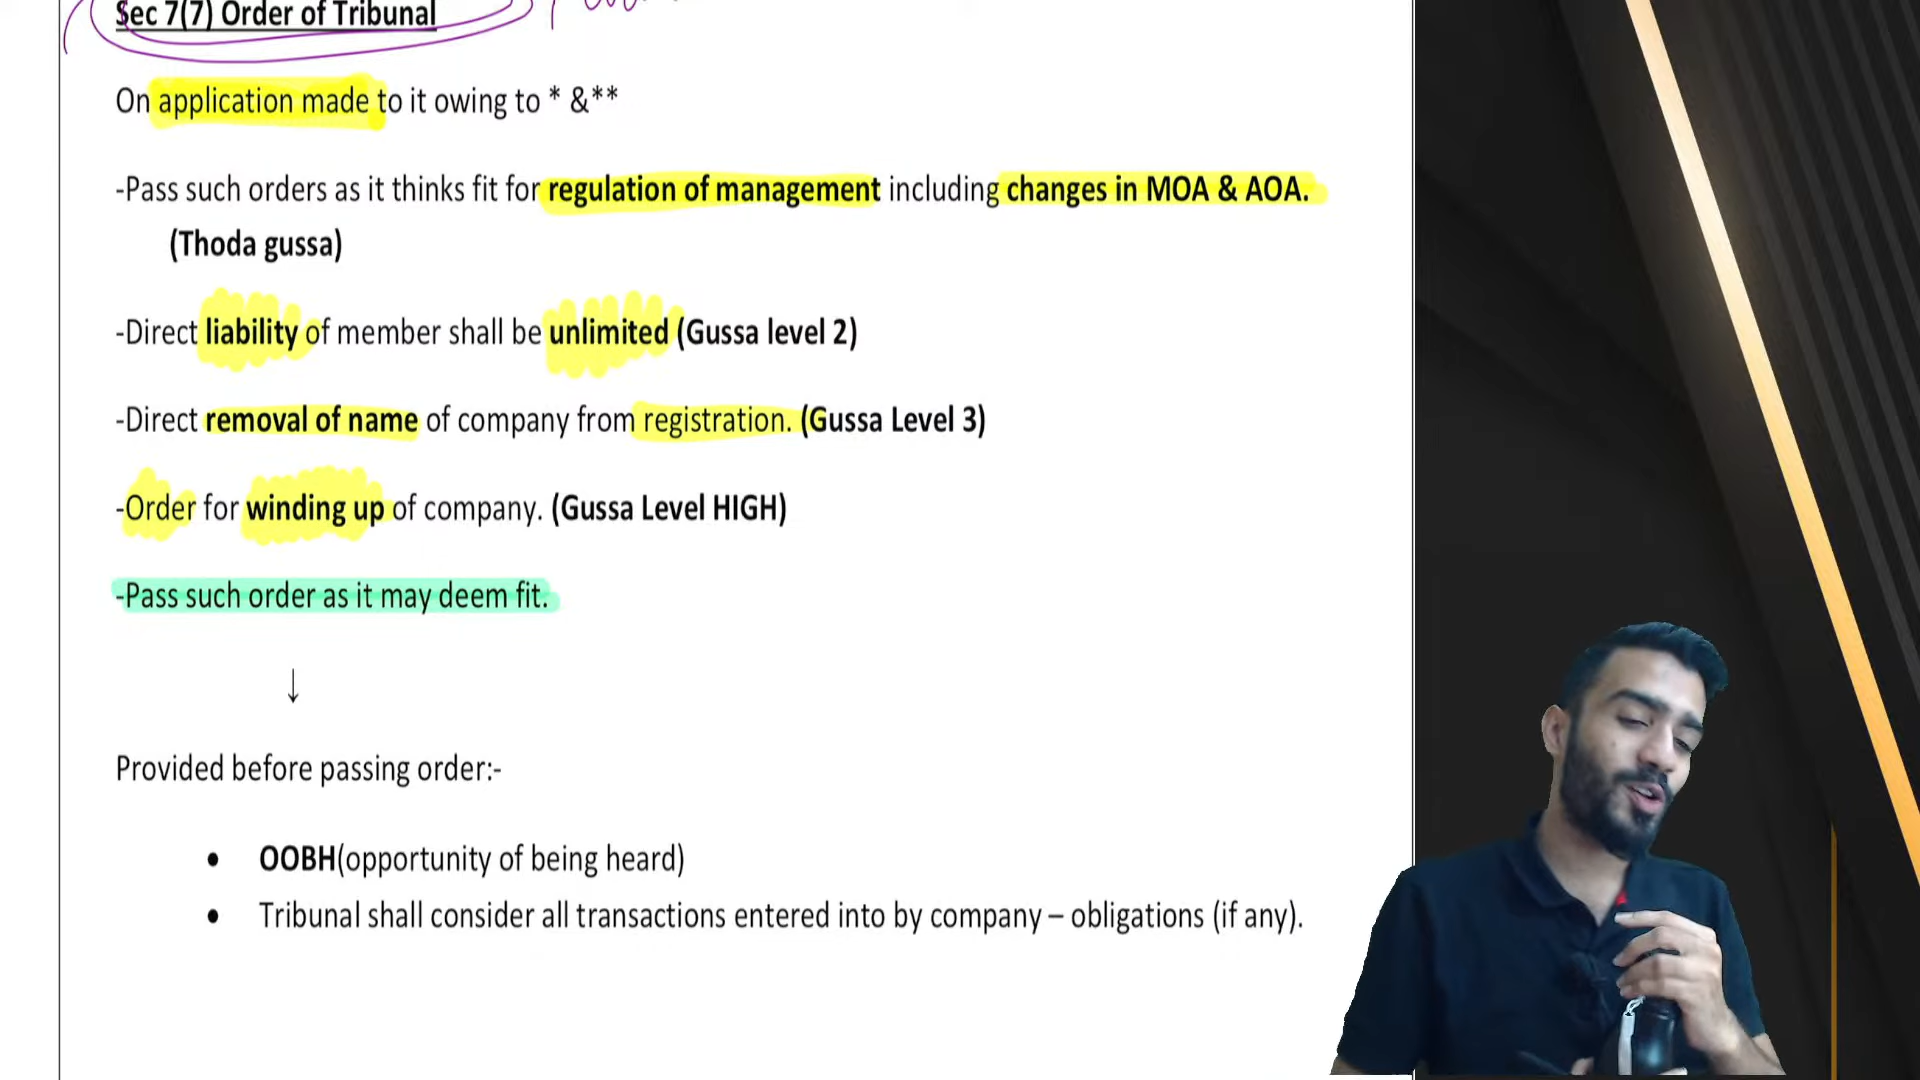 Sec 7(7) Order of Tribunal
On application made to it owing to * &**
-Pass such orders as it thinks fit for regulation of management including changes in MOA & AOA.
(Thoda gussa)
-Direct liability of member shall be unlimited (Gussa level 2)
-Direct removal of name of company from registration. (Gussa Level 3)
-Order for winding up of company. (Gussa Level HIGH)
-Pass such order as it may deem fit.
↓
Provided before passing order:-
• OOBH(opportunity of being heard)
• Tribunal shall consider all transactions entered into by company – obligations (if any).